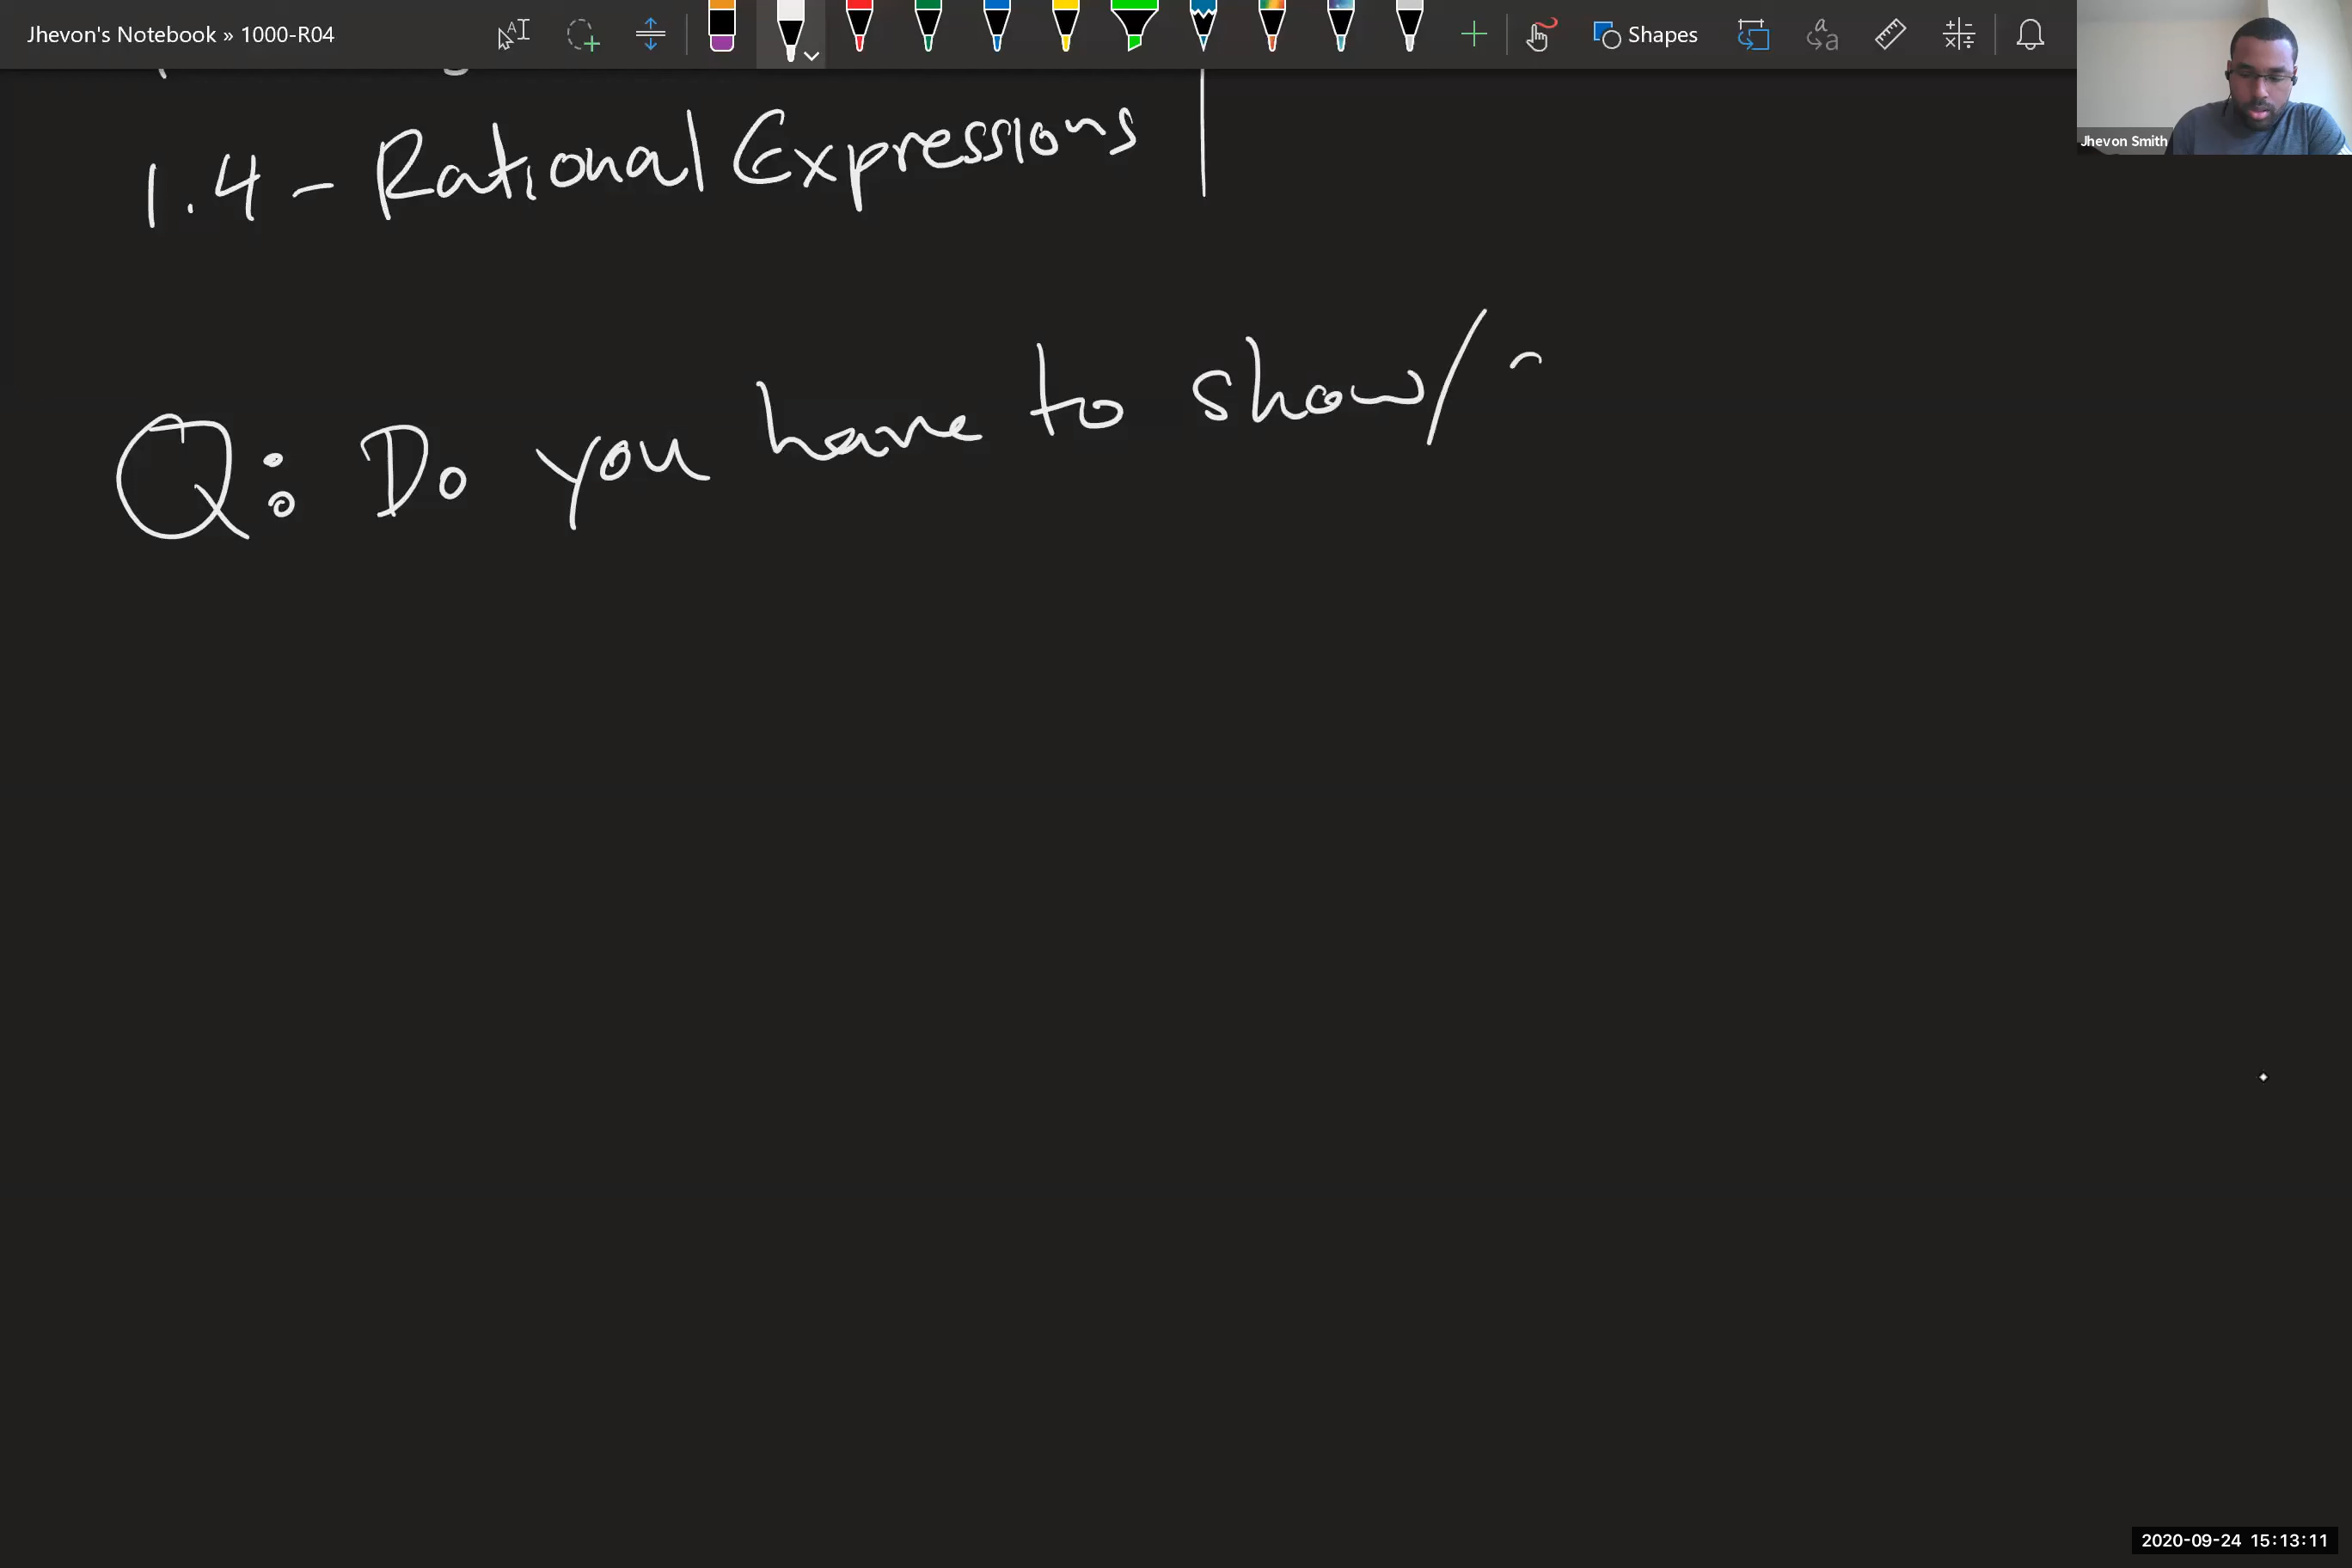 Jhevon's Notebook » 1000-R04
Shapes
Jhevon Smith
1.4 - Rational Expressions
Q: Do you have to show/
2020-09-24 15:13:11